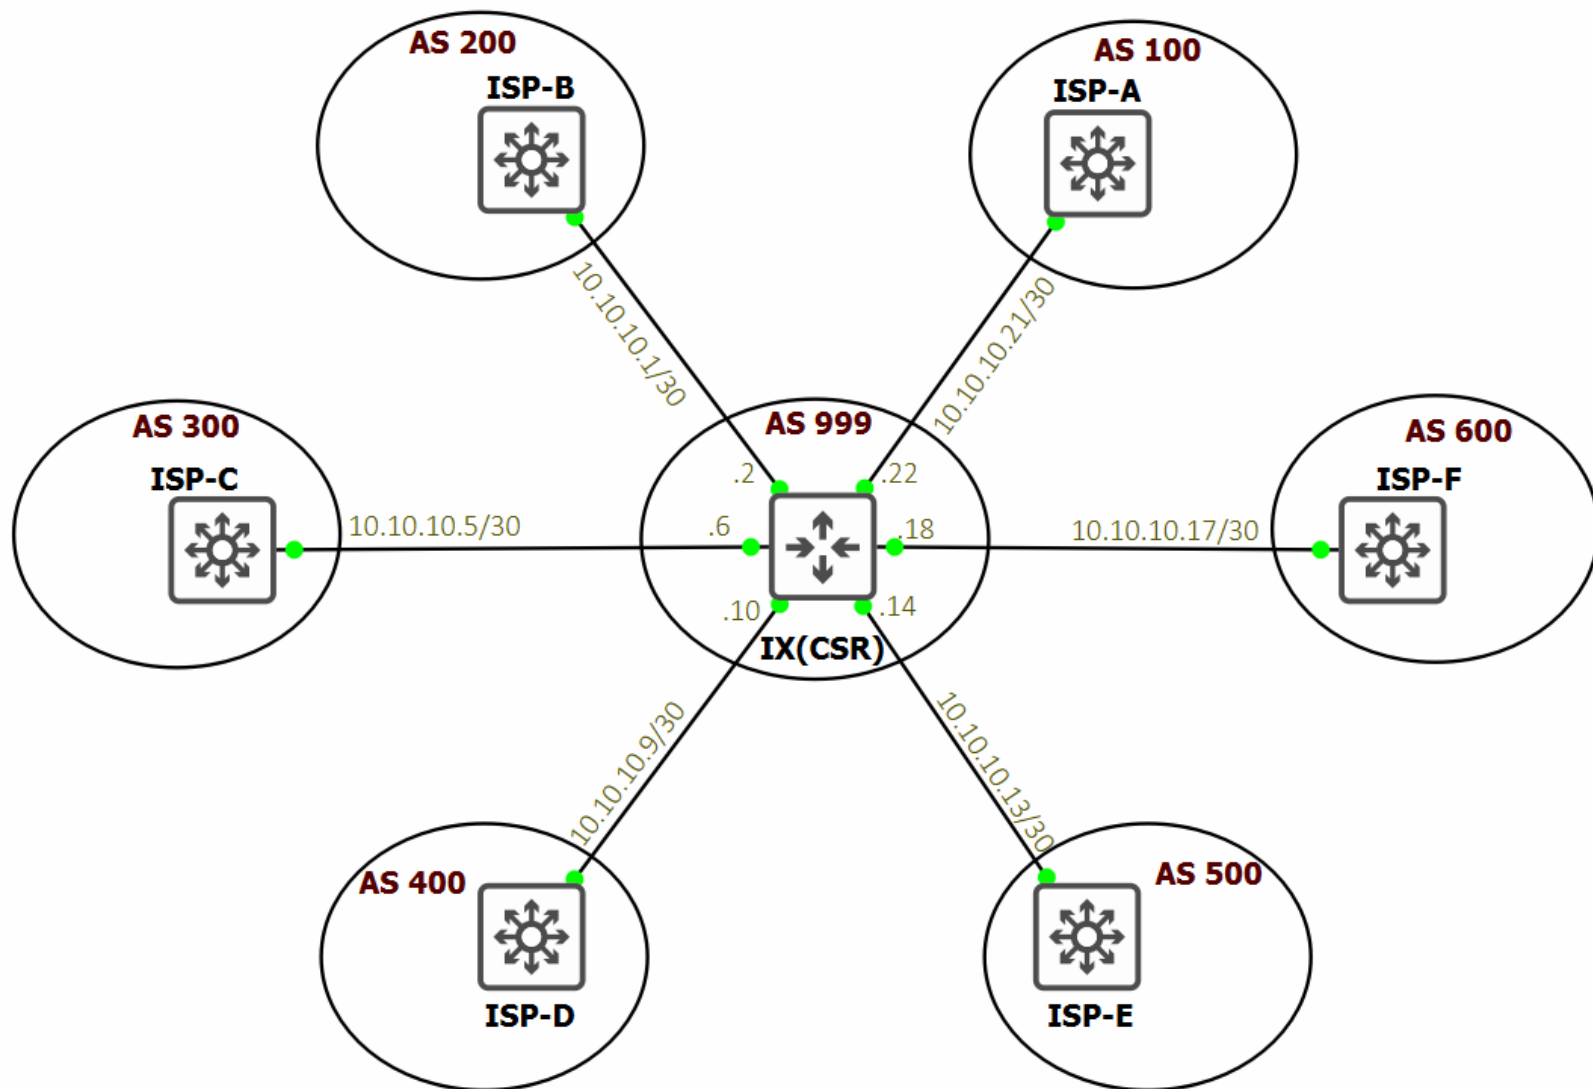 AS 200
ISP-B
AS 100
ISP-A
10.10.10.1/30
10.10.10.21/30
AS 300
ISP-C
AS 999
AS 600
ISP-F
.2
.22
10.10.10.5/30
.6
.18
10.10.10.17/30
.10
.14
IX(CSR)
10.10.10.9/30
10.10.10.13/30
AS 400
ISP-D
AS 500
ISP-E